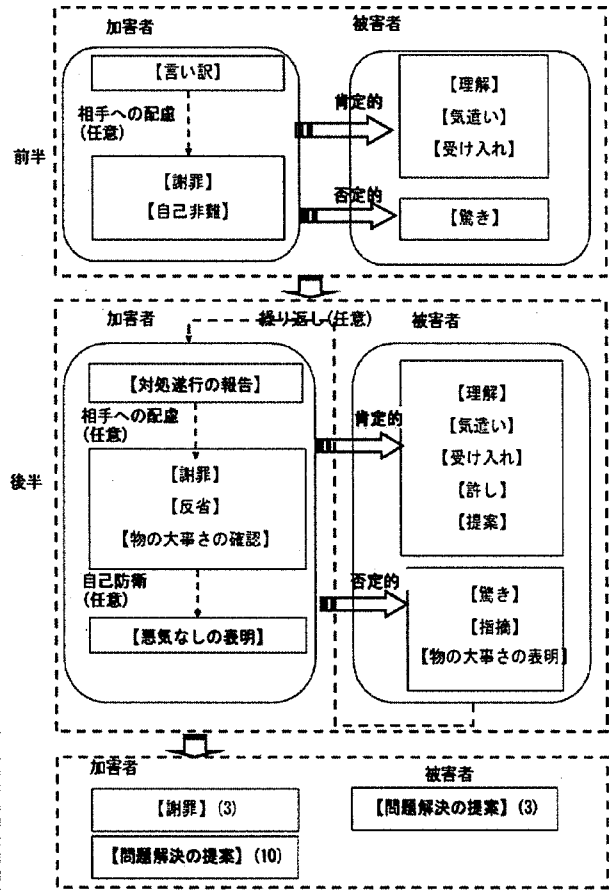 加害者
被害者
【言い訳】
相手への配慮
(任意)
【謝罪】
【自己非難】
肯定的
否定的
【理解】
【気遣い】
【受け入れ】
【驚き】
前半
加害者
繰り返し(任意)
被害者
【対処遂行の報告】
相手への配慮
(任意)
【謝罪】
【反省】
【物の大事さの確認】
自己防衛
(任意)
【悪気なしの表明】
肯定的
否定的
【理解】
【気遣い】
【受け入れ】
【許し】
【提案】
【驚き】
【指摘】
【物の大事さの表明】
後半
加害者
被害者
【謝罪】(3)
【問題解決の提案】(10)
【問題解決の提案】(3)